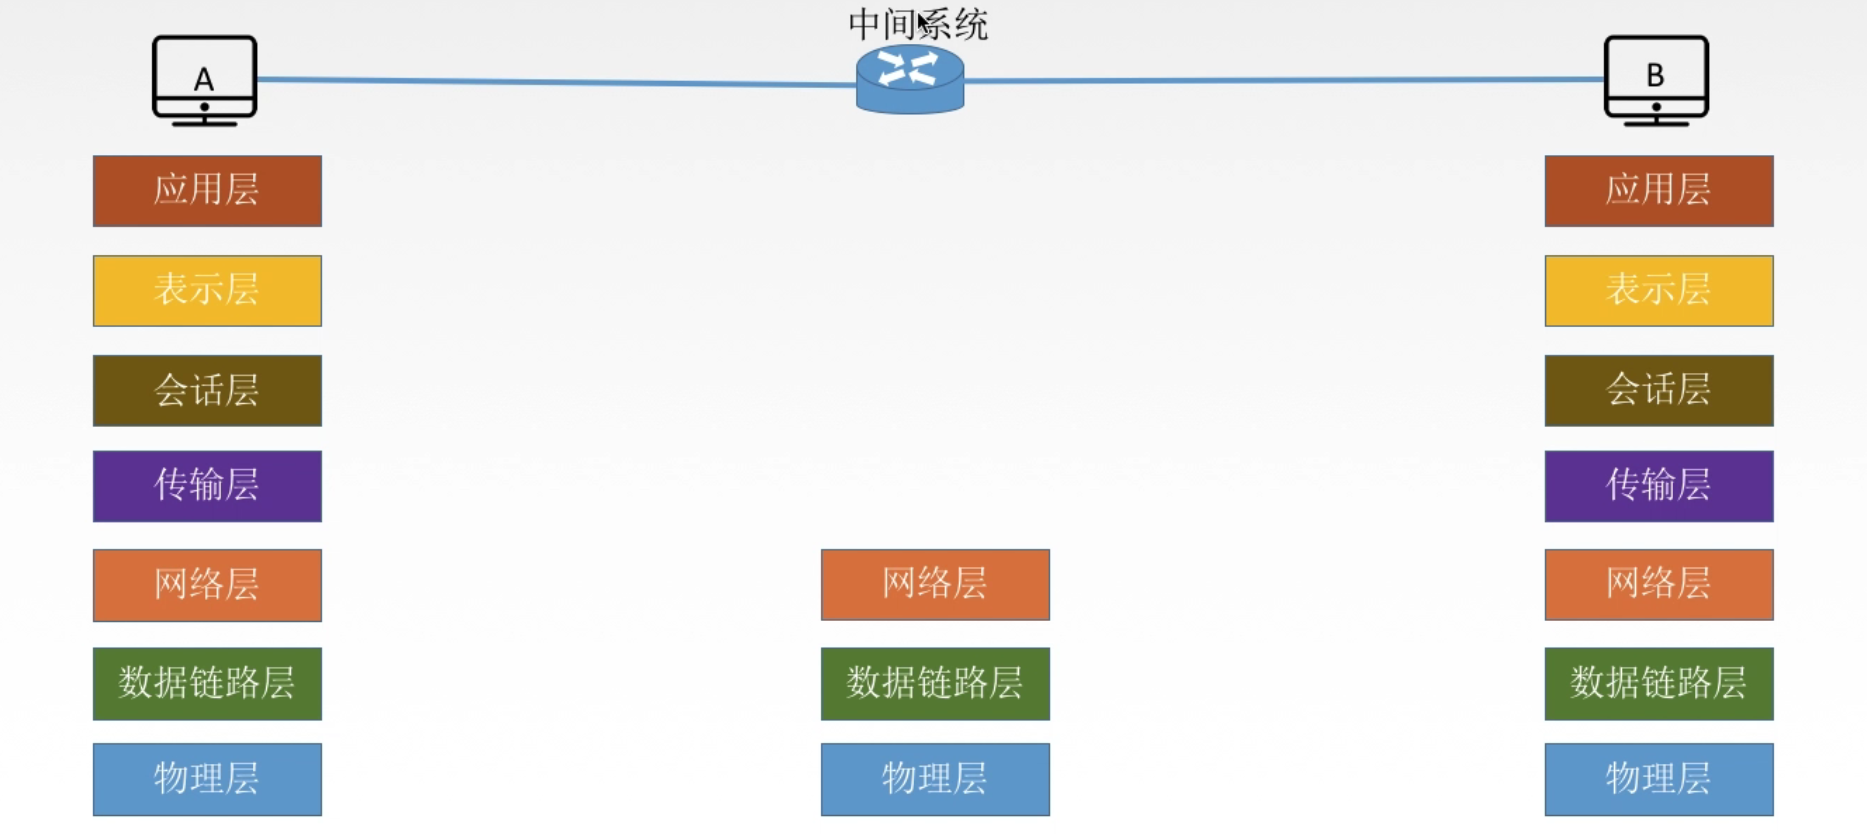 中间系统
A
B
应用层
应用层
表示层
表示层
会话层
会话层
传输层
传输层
网络层
网络层
网络层
数据链路层
数据链路层
数据链路层
物理层
物理层
物理层